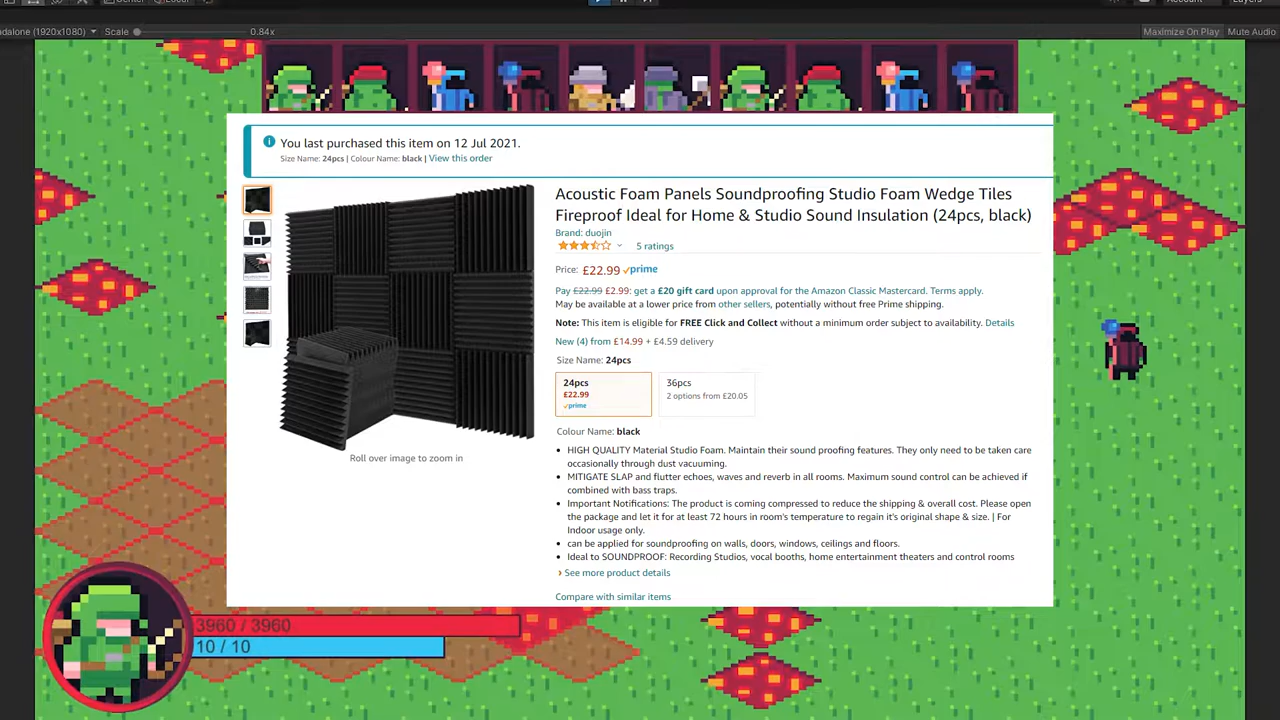 Account
Layers
(1920x1080)
Scale
0.84x
Maximize On Play
Mute Audio
You last purchased this item on 12 Jul 2021.
Size Name: 24pcs | Colour Name: black | View this order
Acoustic Foam Panels Soundproofing Studio Foam Wedge Tiles
Fireproof Ideal for Home & Studio Sound Insulation (24pcs, black)
Brand: duojin
5 ratings
Price: £22.99 prime
Pay £22.99 £2.99: get a £20 gift card upon approval for the Amazon Classic Mastercard. Terms apply.
May be available at a lower price from other sellers, potentially without free Prime shipping.
Note: This item is eligible for FREE Click and Collect without a minimum order subject to availability. Details
New (4) from £14.99 + £4.59 delivery
Size Name: 24pcs
24pcs
£22.99
prime
36pcs
2 options from £20.05
Colour Name: black
Roll over image to zoom in
• HIGH QUALITY Material Studio Foam. Maintain their sound proofing features. They only need to be taken care
occasionally through dust vacuuming.
• MITIGATE SLAP and flutter echoes, waves and reverb in all rooms. Maximum sound control can be achieved if
combined with bass traps.
• Important Notifications: The product is coming compressed to reduce the shipping & overall cost. Please open
the package and let it for at least 72 hours in room's temperature to regain it's original shape & size. | For
Indoor usage only.
• can be applied for soundproofing on walls, doors, windows, ceilings and floors.
• Ideal to SOUNDPROOF: Recording Studios, vocal booths, home entertainment theaters and control rooms
› See more product details
Compare with similar items
3960 / 3960
10 / 10